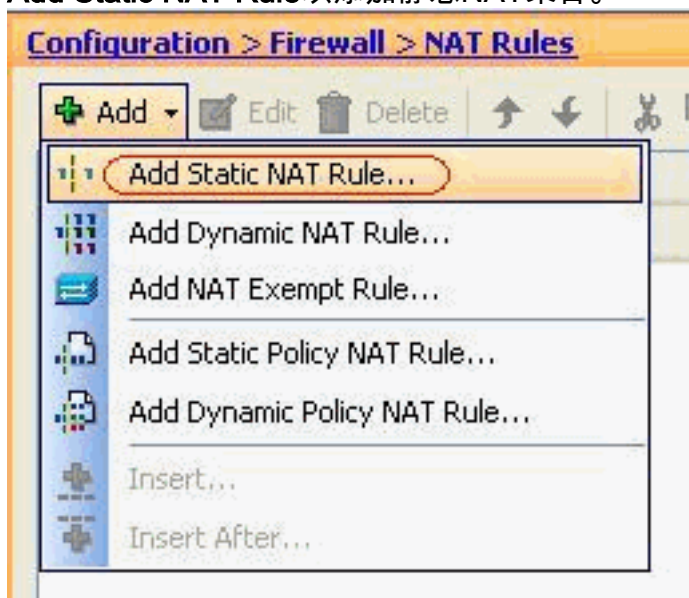 Configuration > Firewall > NAT Rules
Add Edit Delete
Add Static NAT Rule...
Add Dynamic NAT Rule...
Add NAT Exempt Rule...
Add Static Policy NAT Rule...
Add Dynamic Policy NAT Rule...
Insert...
Insert After...